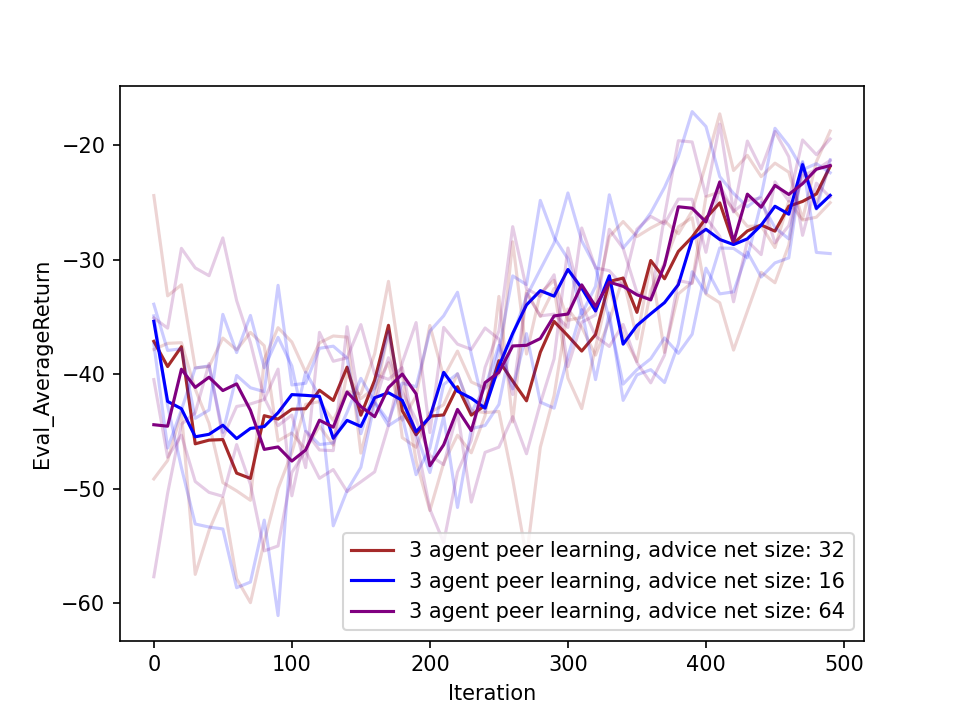 −20
−30
−40
−50
−60
Eval_AverageReturn
3 agent peer learning, advice net size: 32
3 agent peer learning, advice net size: 16
3 agent peer learning, advice net size: 64
0 100 200 300 400 500
Iteration